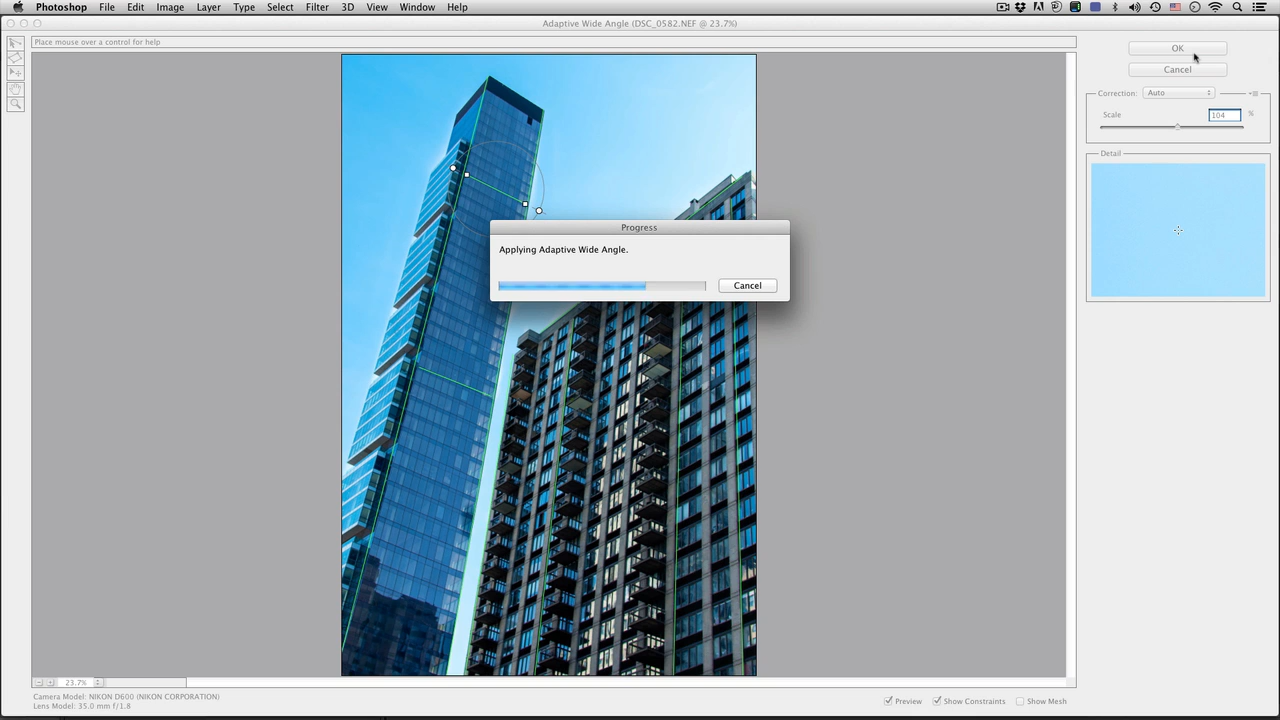 Photoshop File Edit Image Layer Type Select Filter 3D View Window Help
Adaptive Wide Angle (DSC_0582.NEF @ 23.7%)
Place mouse over a control for help
OK
Cancel
Correction: Auto
Scale 104 %
Detail
Progress
Applying Adaptive Wide Angle.
Cancel
23.7%
Camera Model: NIKON D600 (NIKON CORPORATION)
Lens Model: 35.0 mm f/1.8
Preview Show Constraints Show Mesh